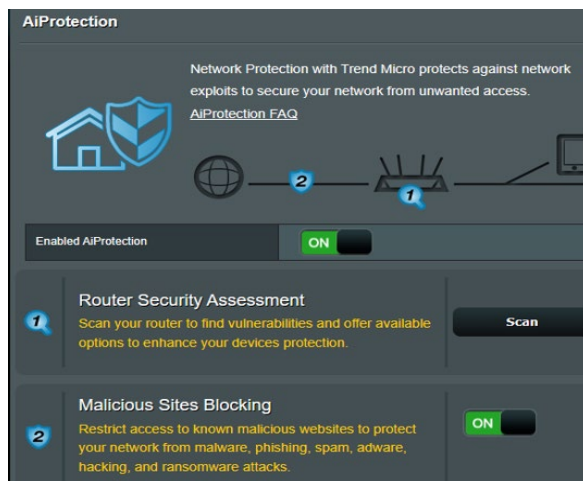 AiProtection
Network Protection with Trend Micro protects against network
exploits to secure your network from unwanted access.
AiProtection FAQ
2
1
Enabled AiProtection
ON
1
Router Security Assessment
Scan your router to find vulnerabilities and offer available
options to enhance your devices protection.
Scan
2
Malicious Sites Blocking
Restrict access to known malicious websites to protect
your network from malware, phishing, spam, adware,
hacking, and ransomware attacks.
ON